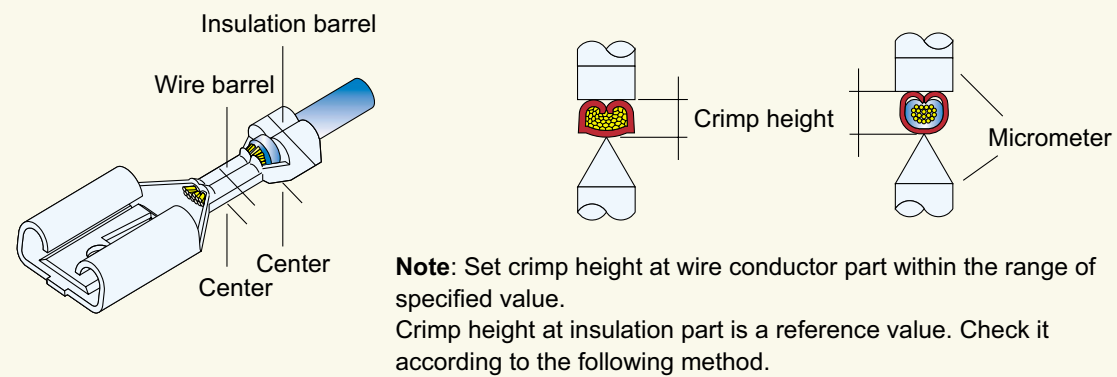 Insulation barrel
Wire barrel
Center
Center
Crimp height
Micrometer
Note: Set crimp height at wire conductor part within the range of
specified value.
Crimp height at insulation part is a reference value. Check it
according to the following method.